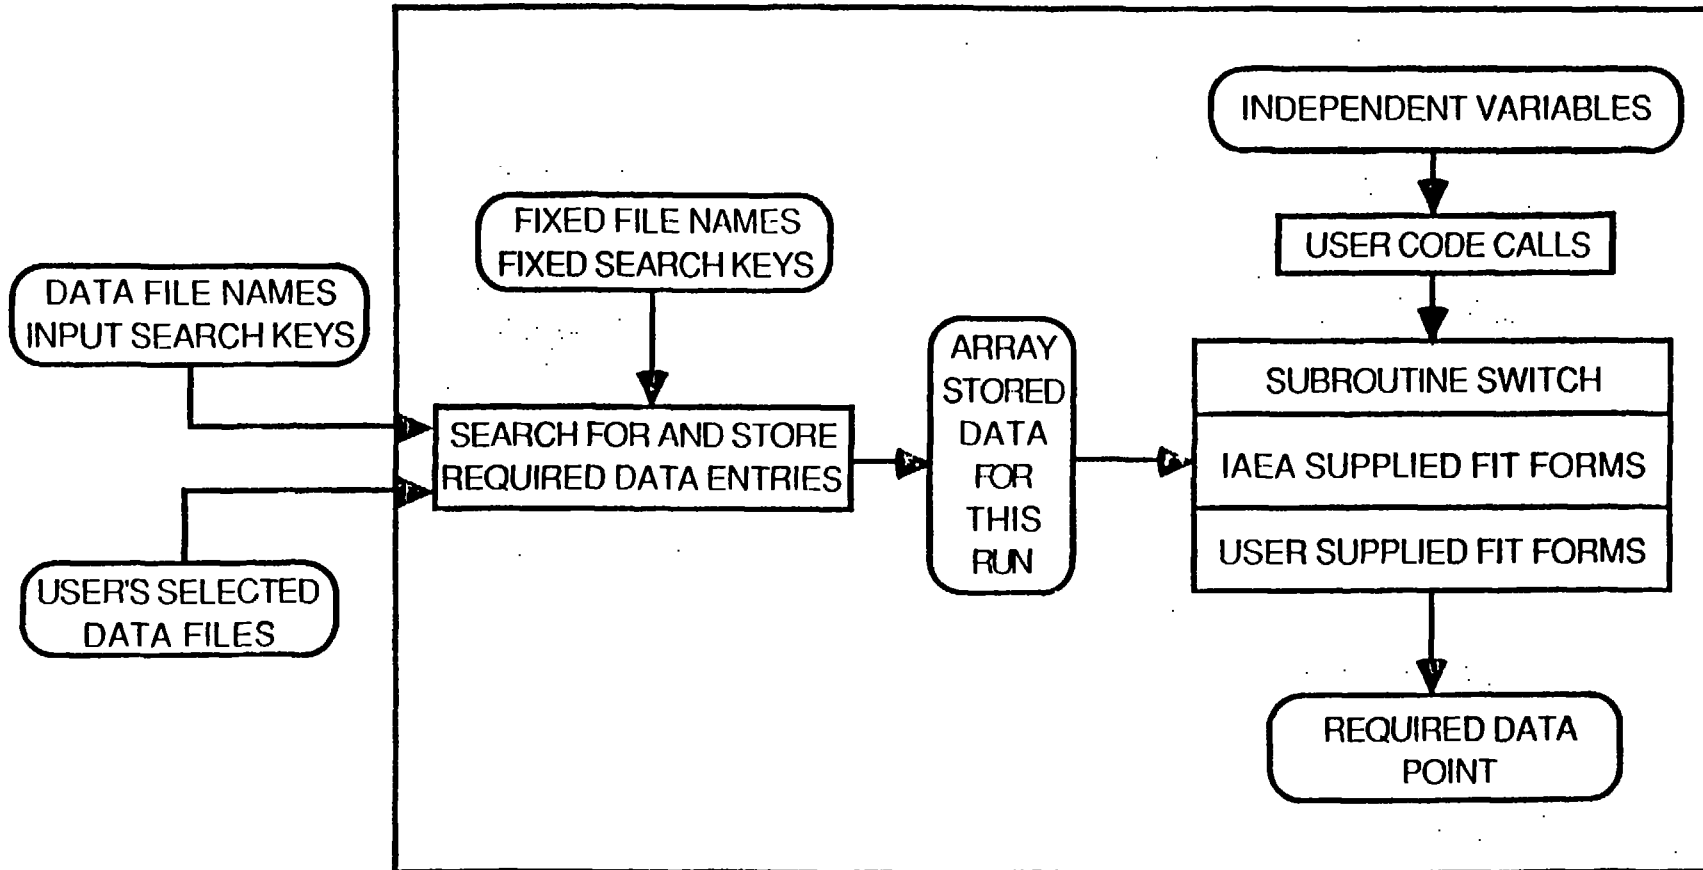 INDEPENDENT VARIABLES
USER CODE CALLS
FIXED FILE NAMES
FIXED SEARCH KEYS
DATA FILE NAMES
INPUT SEARCH KEYS
SEARCH FOR AND STORE
REQUIRED DATA ENTRIES
USER'S SELECTED
DATA FILES
ARRAY
STORED
DATA
FOR
THIS
RUN
SUBROUTINE SWITCH
IAEA SUPPLIED FIT FORMS
USER SUPPLIED FIT FORMS
REQUIRED DATA
POINT